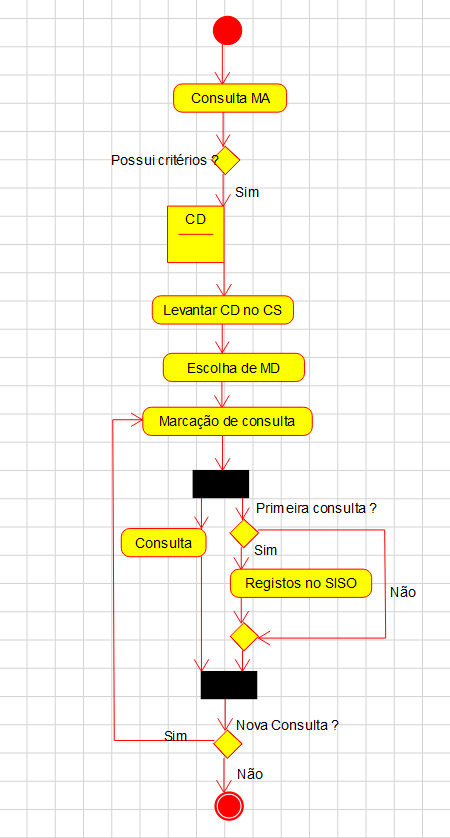 Consulta MA
Possui critérios ?
Sim
CD
Levantar CD no CS
Escolha de MD
Marcação de consulta
Primeira consulta ?
Consulta
Sim
Registos no SISO
Não
Nova Consulta ?
Sim
Não